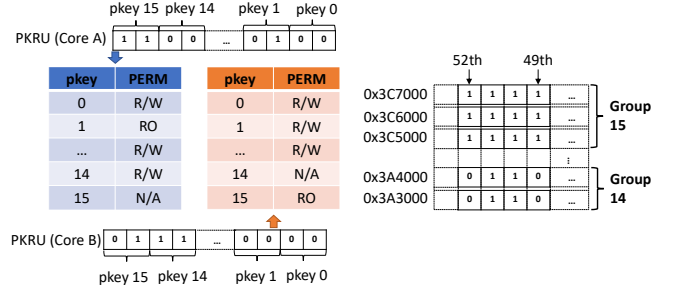 pkey 15 pkey 14 pkey 1 pkey 0
PKRU (Core A) 1 1 0 0 ... 0 1 0 0
pkey PERM
0 R/W
1 RO
... R/W
14 R/W
15 N/A
pkey PERM
0 R/W
1 R/W
... R/W
14 N/A
15 RO
PKRU (Core B) 0 1 1 1 ... 0 0 0 0
pkey 15 pkey 14 pkey 1 pkey 0
52th 49th
0x3C7000 1 1 1 1 ...
0x3C6000 1 1 1 1 ...
0x3C5000 1 1 1 1 ...
Group
15
...
0x3A4000 0 1 1 0 ...
0x3A3000 0 1 1 0 ...
Group
14